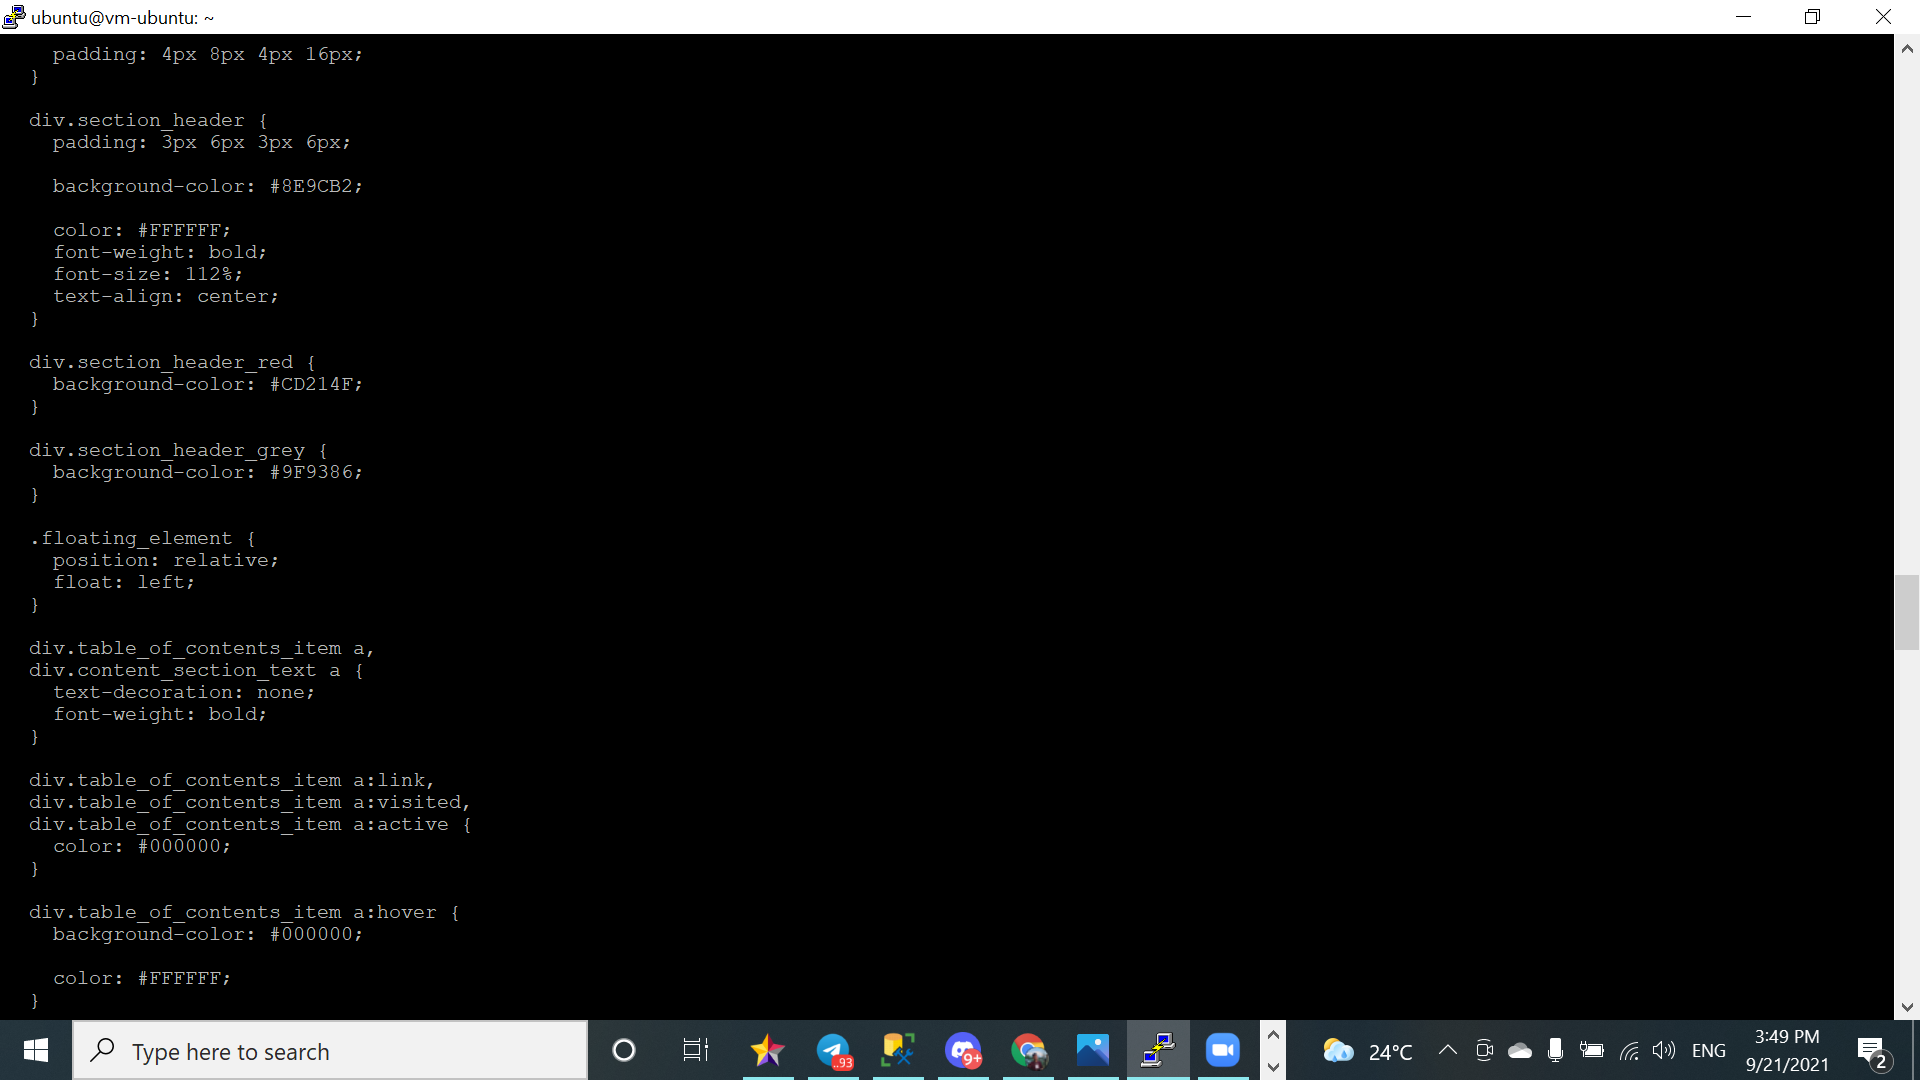 ubuntu@vm-ubuntu: ~
padding: 4px 8px 4px 16px;
}
div.section_header {
padding: 3px 6px 3px 6px;
background-color: #8E9CB2;
color: #FFFFFF;
font-weight: bold;
font-size: 112%;
text-align: center;
}
div.section_header_red {
background-color: #CD214F;
}
div.section_header_grey {
background-color: #9F9386;
}
.floating_element {
position: relative;
float: left;
}
div.table_of_contents_item a,
div.content_section_text a {
text-decoration: none;
font-weight: bold;
}
div.table_of_contents_item a:link,
div.table_of_contents_item a:visited,
div.table_of_contents_item a:active {
color: #000000;
}
div.table_of_contents_item a:hover {
background-color: #000000;
color: #FFFFFF;
}
Type here to search
..93
9+
24°C
ENG
3:49 PM
9/21/2021
2